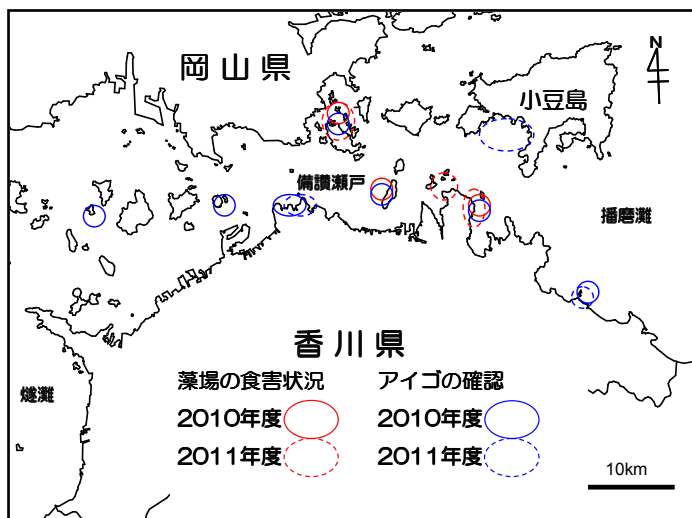 岡山県
N
小豆島
備讃瀬戸
播磨灘
香川県
燧灘
藻場の食害状況
2010年度
2011年度
アイゴの確認
2010年度
2011年度
10km